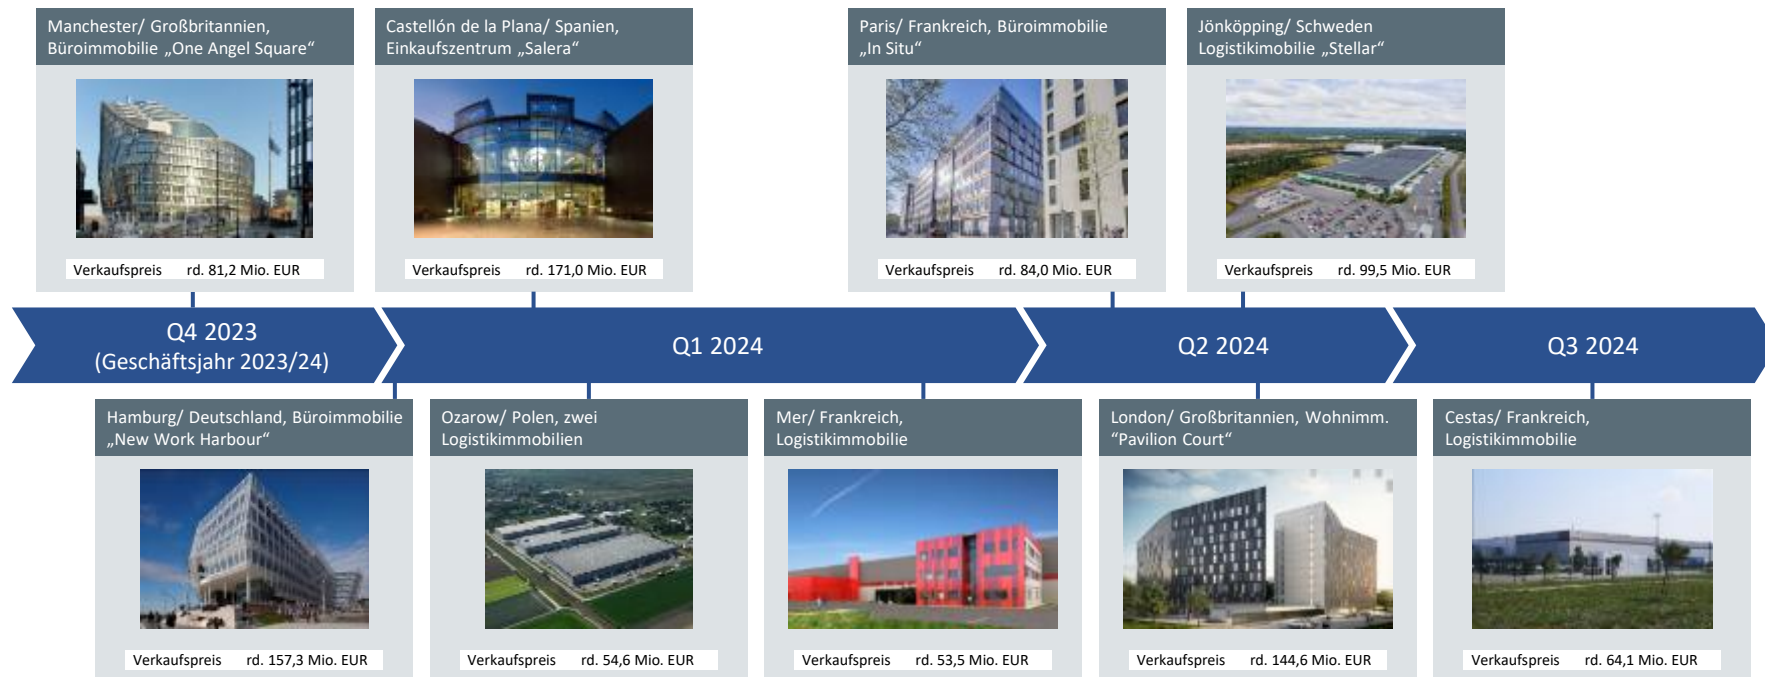 Manchester/ Großbritannien,
Büroimmobilie „One Angel Square“
Verkaufspreis rd. 81,2 Mio. EUR
Castellón de la Plana/ Spanien,
Einkaufszentrum „Salera“
Verkaufspreis rd. 171,0 Mio. EUR
Paris/ Frankreich, Büroimmobilie
„In Situ“
Verkaufspreis rd. 84,0 Mio. EUR
Jönköpping/ Schweden
Logistikimobilie „Stellar“
Verkaufspreis rd. 99,5 Mio. EUR
Q4 2023
(Geschäftsjahr 2023/24)
Q1 2024
Q2 2024
Q3 2024
Hamburg/ Deutschland, Büroimmobilie
„New Work Harbour“
Verkaufspreis rd. 157,3 Mio. EUR
Ozarow/ Polen, zwei
Logistikimmobilien
Verkaufspreis rd. 54,6 Mio. EUR
Mer/ Frankreich,
Logistikimmobilie
Verkaufspreis rd. 53,5 Mio. EUR
London/ Großbritannien, Wohnimm.
“Pavilion Court“
Verkaufspreis rd. 144,6 Mio. EUR
Cestas/ Frankreich,
Logistikimmobilie
Verkaufspreis rd. 64,1 Mio. EUR